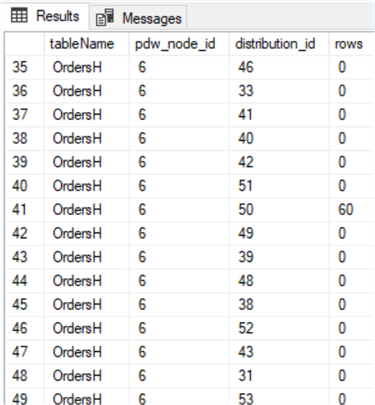 Results Messages
tableName pdw_node_id distribution_id rows
35 OrdersH 6 46 0
36 OrdersH 6 33 0
37 OrdersH 6 41 0
38 OrdersH 6 40 0
39 OrdersH 6 42 0
40 OrdersH 6 51 0
41 OrdersH 6 50 60
42 OrdersH 6 49 0
43 OrdersH 6 39 0
44 OrdersH 6 48 0
45 OrdersH 6 38 0
46 OrdersH 6 52 0
47 OrdersH 6 43 0
48 OrdersH 6 31 0
49 OrdersH 6 53 0